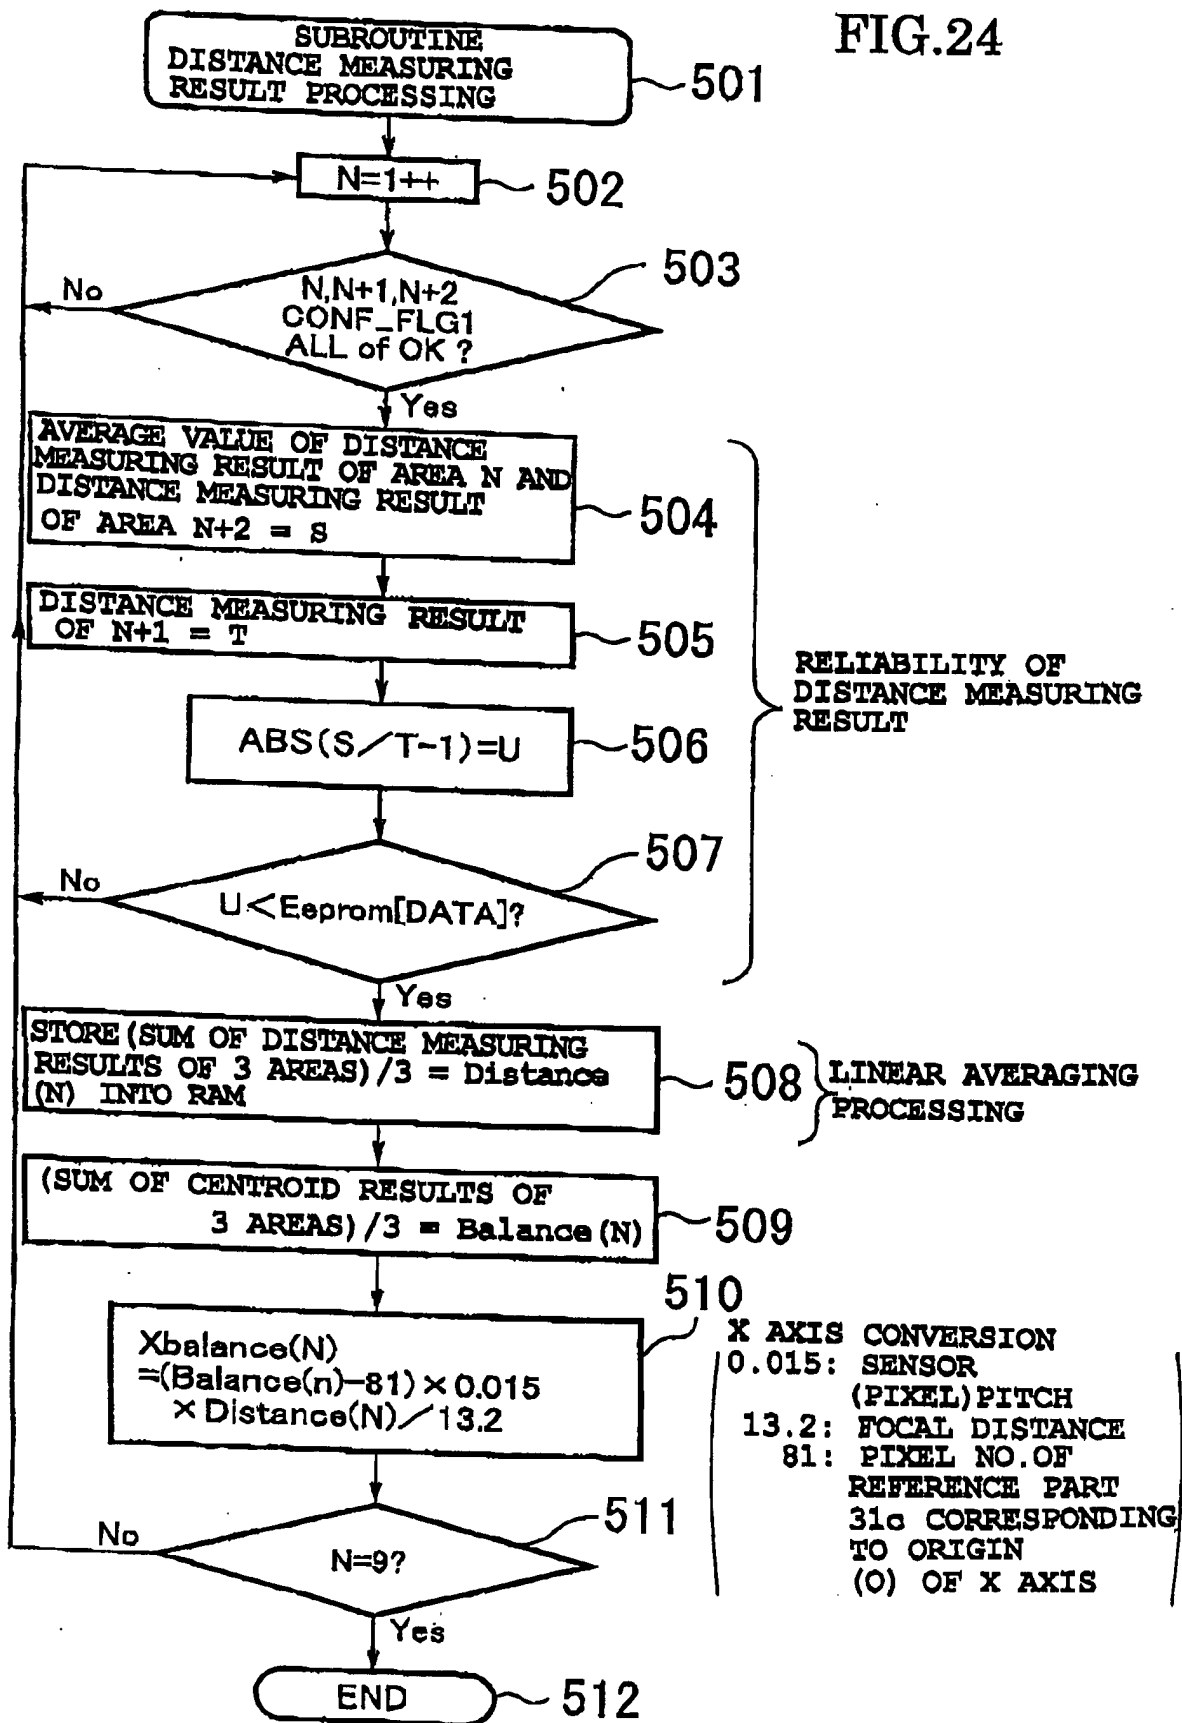 FIG.24
SUBROUTINE
DISTANCE MEASURING
RESULT PROCESSING
501
N=1++
502
503
No
N,N+1,N+2
CONF_FLG1
ALL of OK ?
Yes
AVERAGE VALUE OF DISTANCE
MEASURING RESULT OF AREA N AND
DISTANCE MEASURING RESULT
OF AREA N+2 = S
504
DISTANCE MEASURING RESULT
OF N+1 = T
505
ABS(S/T-1)=U
506
RELIABILITY OF
DISTANCE MEASURING
RESULT
507
No
U<Eeprom[DATA]?
Yes
STORE(SUM OF DISTANCE MEASURING
RESULTS OF 3 AREAS)/3 = Distance
(N) INTO RAM
508
LINEAR AVERAGING
PROCESSING
(SUM OF CENTROID RESULTS OF
3 AREAS)/3 = Balance(N)
509
510
Xbalance(N)
=(Balance(n)-81)×0.015
×Distance(N)/13.2
X AXIS CONVERSION
0.015: SENSOR
(PIXEL)PITCH
13.2: FOCAL DISTANCE
81: PIXEL NO.OF
REFERENCE PART
31c CORRESPONDING
TO ORIGIN
(0) OF X AXIS
511
No
N=9?
Yes
END
512